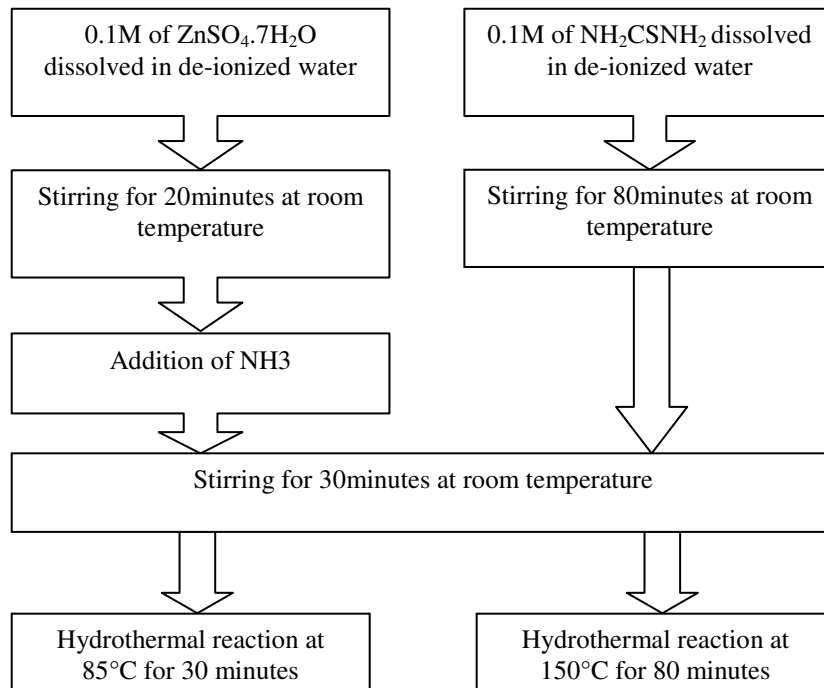 0.1M of ZnSO₄.7H₂O
dissolved in de-ionized water
0.1M of NH₂CSNH₂ dissolved
in de-ionized water
Stirring for 20minutes at room
temperature
Stirring for 80minutes at room
temperature
Addition of NH3
Stirring for 30minutes at room temperature
Hydrothermal reaction at
85°C for 30 minutes
Hydrothermal reaction at
150°C for 80 minutes